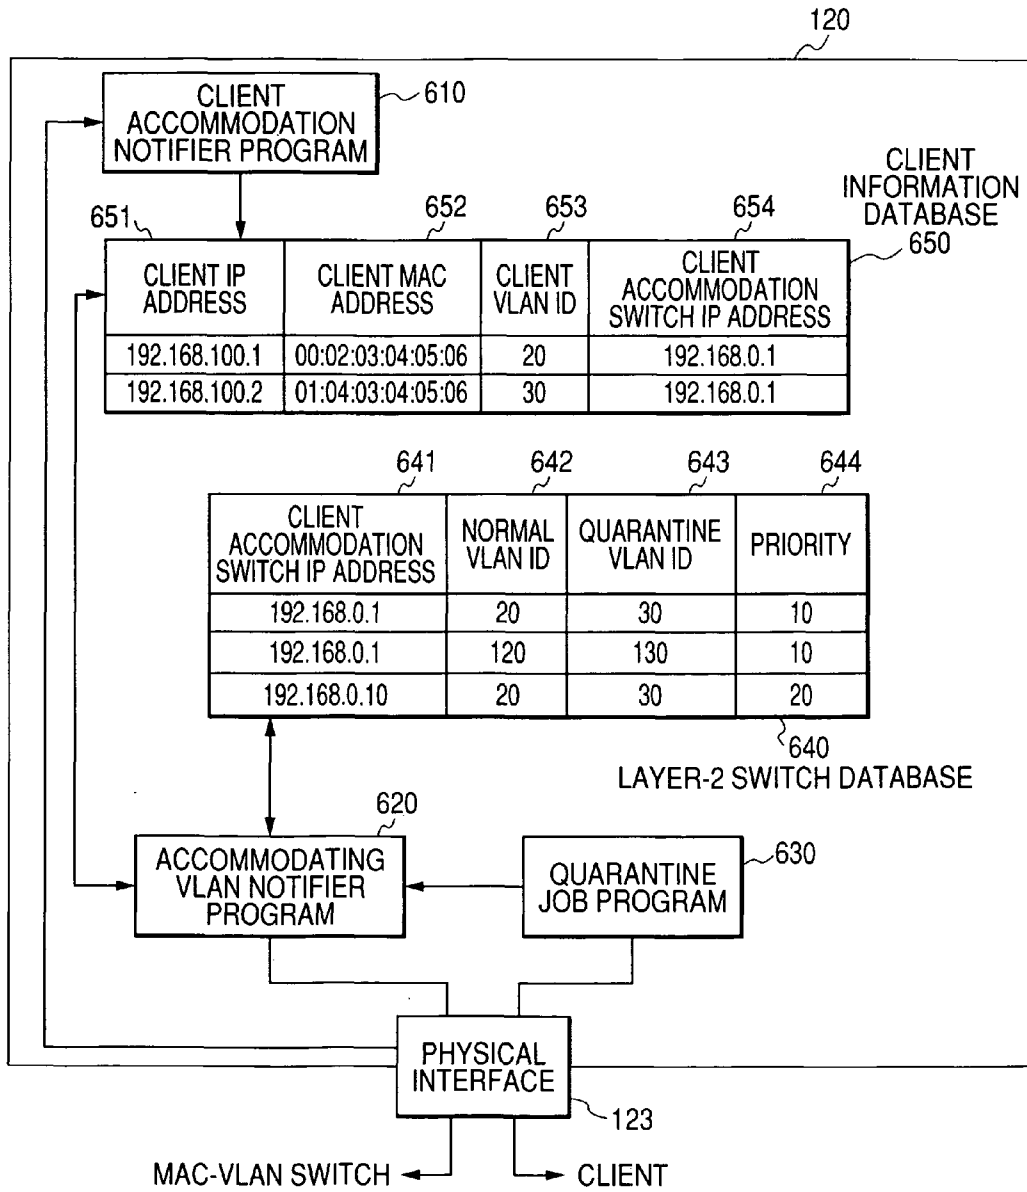 120
CLIENT
ACCOMMODATION
NOTIFIER PROGRAM
610
CLIENT
INFORMATION
DATABASE
650
651
652
653
654
CLIENT IP
ADDRESS
CLIENT MAC
ADDRESS
CLIENT
VLAN ID
CLIENT
ACCOMMODATION
SWITCH IP ADDRESS
192.168.100.1 00:02:03:04:05:06 20 192.168.0.1
192.168.100.2 01:04:03:04:05:06 30 192.168.0.1
641
642
643
644
CLIENT
ACCOMMODATION
SWITCH IP ADDRESS
NORMAL
VLAN ID
QUARANTINE
VLAN ID
PRIORITY
192.168.0.1 20 30 10
192.168.0.1 120 130 10
192.168.0.10 20 30 20
640
LAYER-2 SWITCH DATABASE
620
ACCOMMODATING
VLAN NOTIFIER
PROGRAM
630
QUARANTINE
JOB PROGRAM
PHYSICAL
INTERFACE
123
MAC-VLAN SWITCH
CLIENT